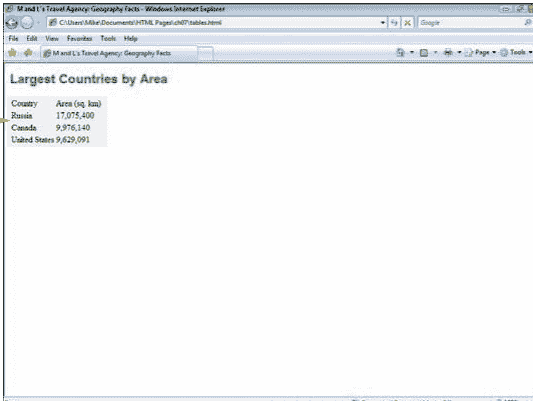 M and L's Travel Agency: Geography Facts - Windows Internet Explorer
C:\Users\Mike\Documents\HTML Pages\ch07\tables.html
Google
File Edit View Favorites Tools Help
M and L's Travel Agency: Geography Facts
Page Tools
Largest Countries by Area
Country Area (sq. km)
Russia 17,075,400
Canada 9,976,140
United States 9,629,091